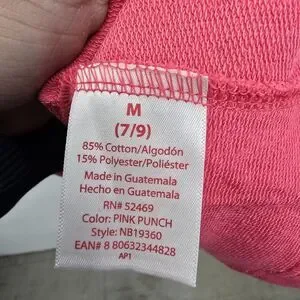 M
(7/9)
85% Cotton/Algodón
15% Polyester/Poliéster
Made in Guatemala
Hecho en Guatemala
RN# 52469
Color: PINK PUNCH
Style: NB19360
EAN# 8 80632344828
AP1